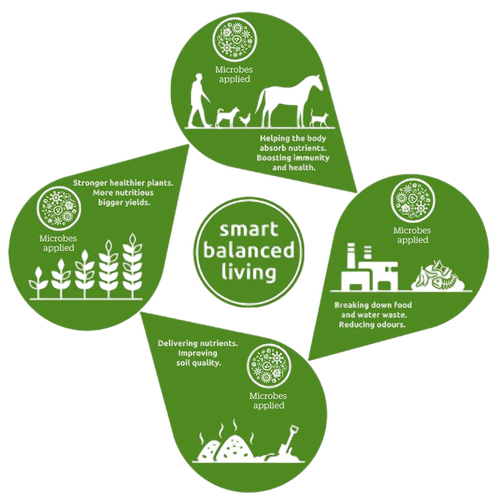 Microbes
applied
Helping the body
absorb nutrients.
Boosting immunity
and health.
Stronger healthier plants.
More nutritious
bigger yields.
Microbes
applied
smart
balanced
living
Microbes
applied
Breaking down food
and water waste.
Reducing odours.
Delivering nutrients.
Improving
soil quality.
Microbes
applied